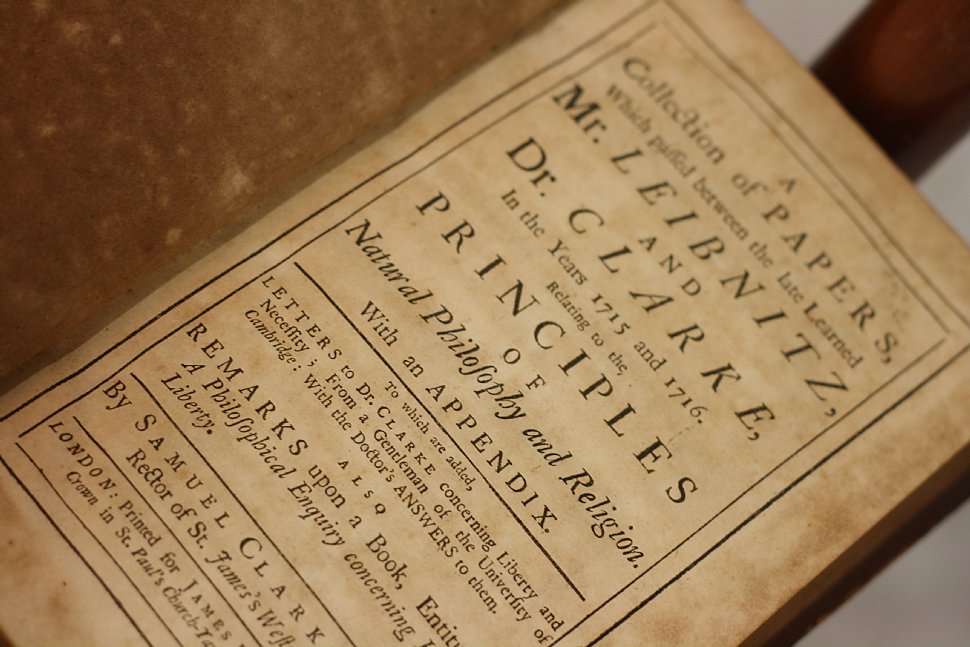 A
Collection of PAPERS,
Which paſſed between the late Learned
Mr. LEIBNITZ,
AND
Dr. CLARKE,
In the Years 1715 and 1716.
Relating to the
PRINCIPLES
OF
Natural Philoſophy and Religion.
With an APPENDIX.
To which are added,
LETTERS to Dr. CLARKE concerning Liberty and
Neceſſity; From a Gentleman of the Univerſity of
Cambridge: With the Doctor's ANSWERS to them.
ALSO
REMARKS upon a Book, Entit
A Philoſophical Enquiry concerning
Liberty.
By SAMUEL CLARK
Rector of St. James's Weſt
LONDON: Printed for JAMES
Crown in St. Paul's Church-Ya